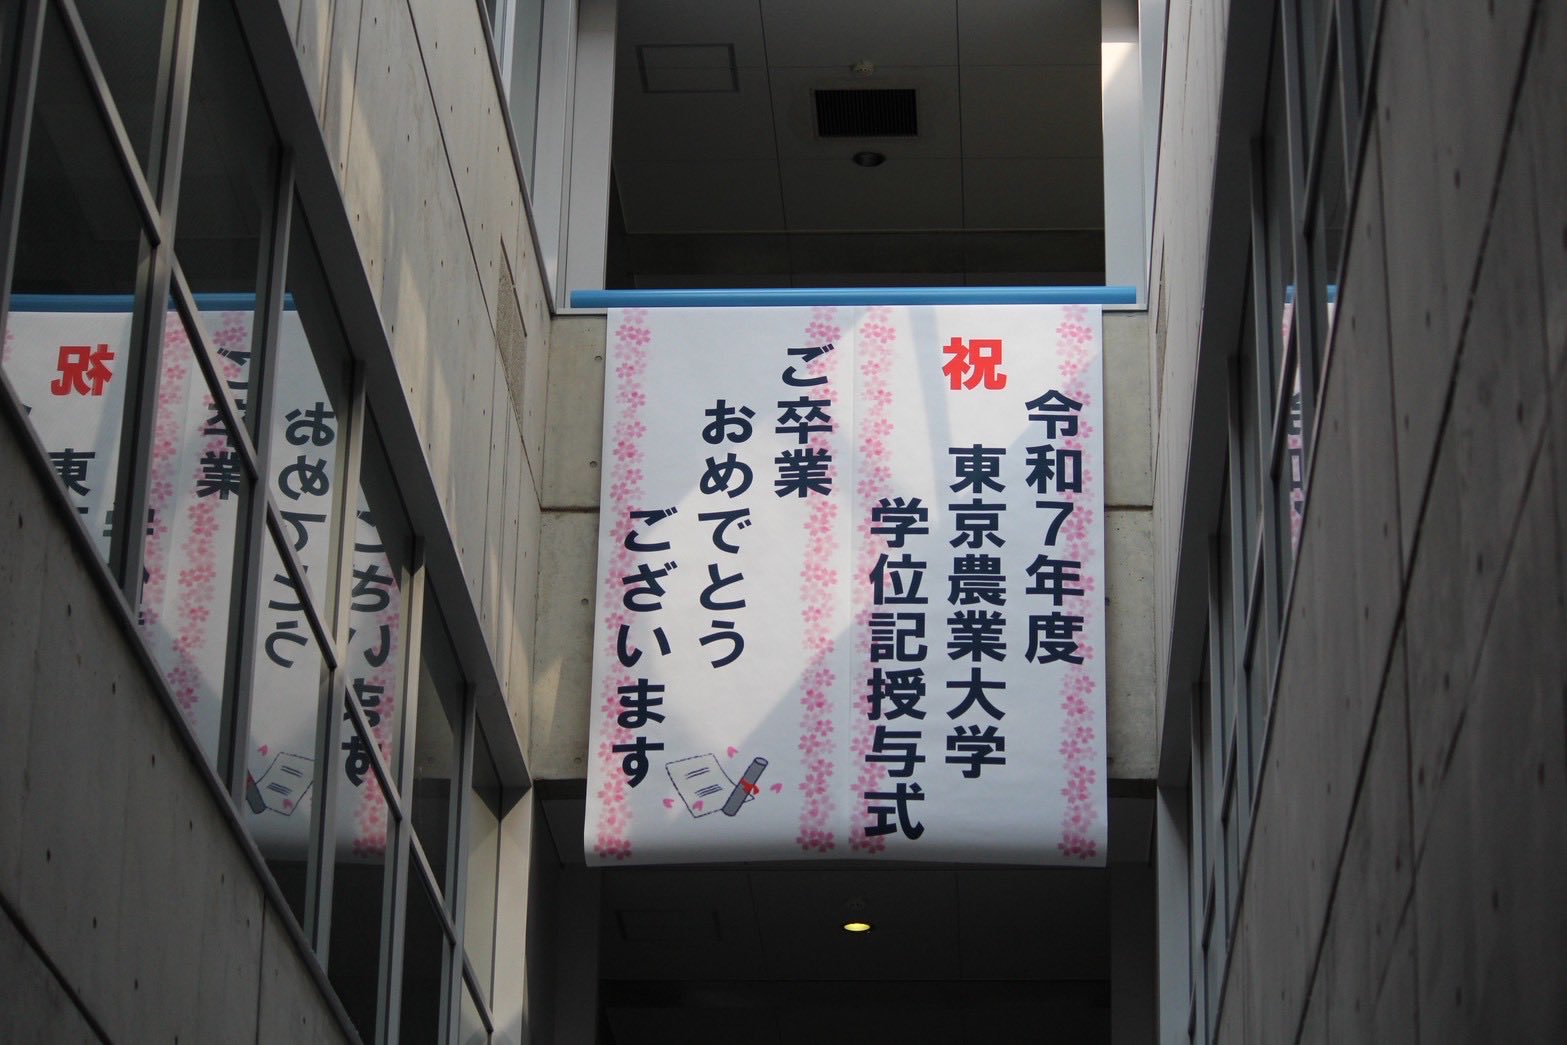 令和7年度
祝 東京農業大学
学位記授与式
ご卒業
おめでとう
ございます